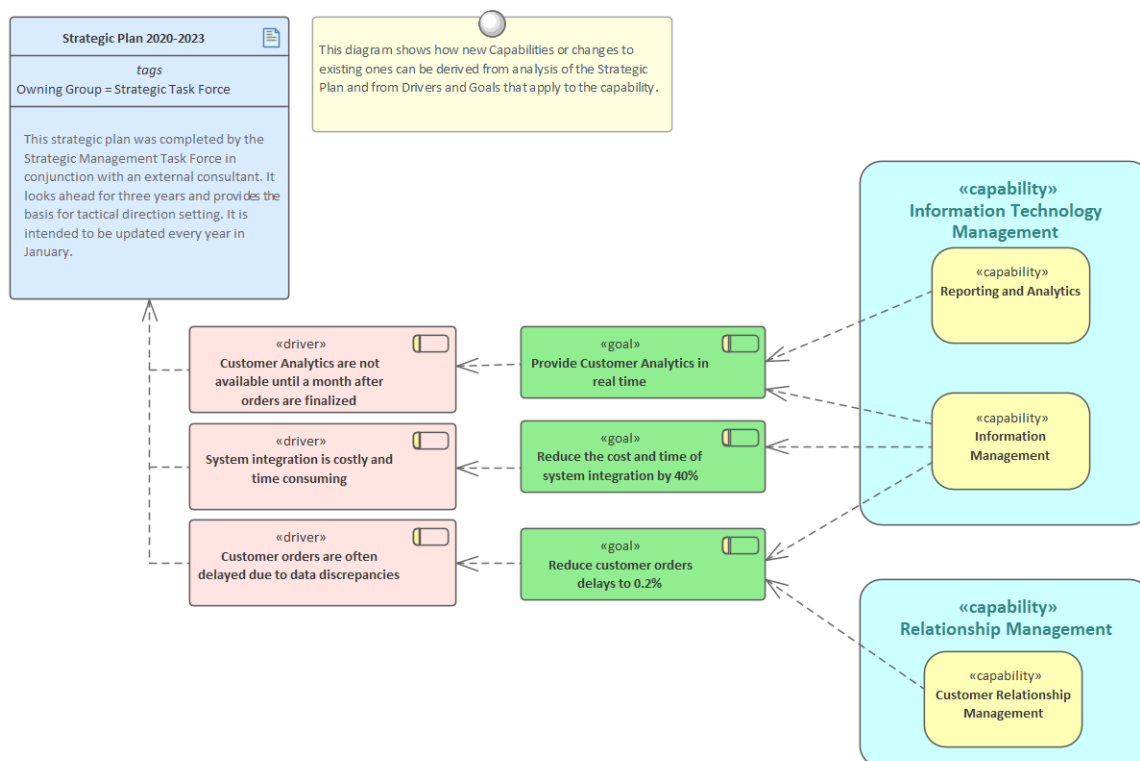 Strategic Plan 2020-2023
tags
Owning Group = Strategic Task Force
This strategic plan was completed by the
Strategic Management Task Force in
conjunction with an external consultant. It
looks ahead for three years and provides the
basis for tactical direction setting. It is
intended to be updated every year in
January.
This diagram shows how new Capabilities or changes to
existing ones can be derived from analysis of the Strategic
Plan and from Drivers and Goals that apply to the capability.
«driver»
Customer Analytics are not
available until a month after
orders are finalized
«driver»
System integration is costly and
time consuming
«driver»
Customer orders are often
delayed due to data discrepancies
«goal»
Provide Customer Analytics in
real time
«goal»
Reduce the cost and time of
system integration by 40%
«goal»
Reduce customer orders
delays to 0.2%
«capability»
Information Technology
Management
«capability»
Reporting and Analytics
«capability»
Information
Management
«capability»
Relationship Management
«capability»
Customer Relationship
Management